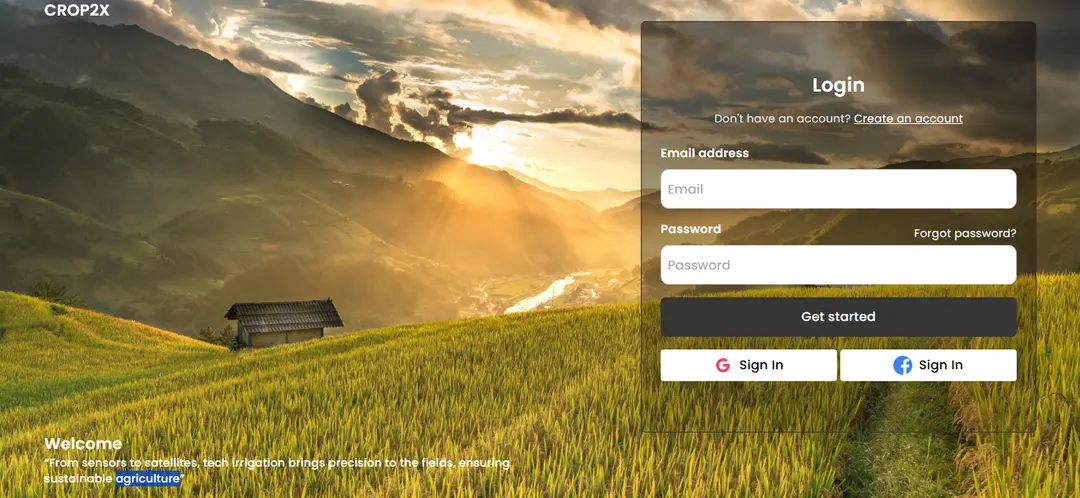 CROP2X
Login
Don't have an account? Create an account
Email address
Email
Password
Forgot password?
Password
Get started
Sign In
Sign In
Welcome
“From sensors to satellites, tech irrigation brings precision to the fields, ensuring
sustainable agriculture”